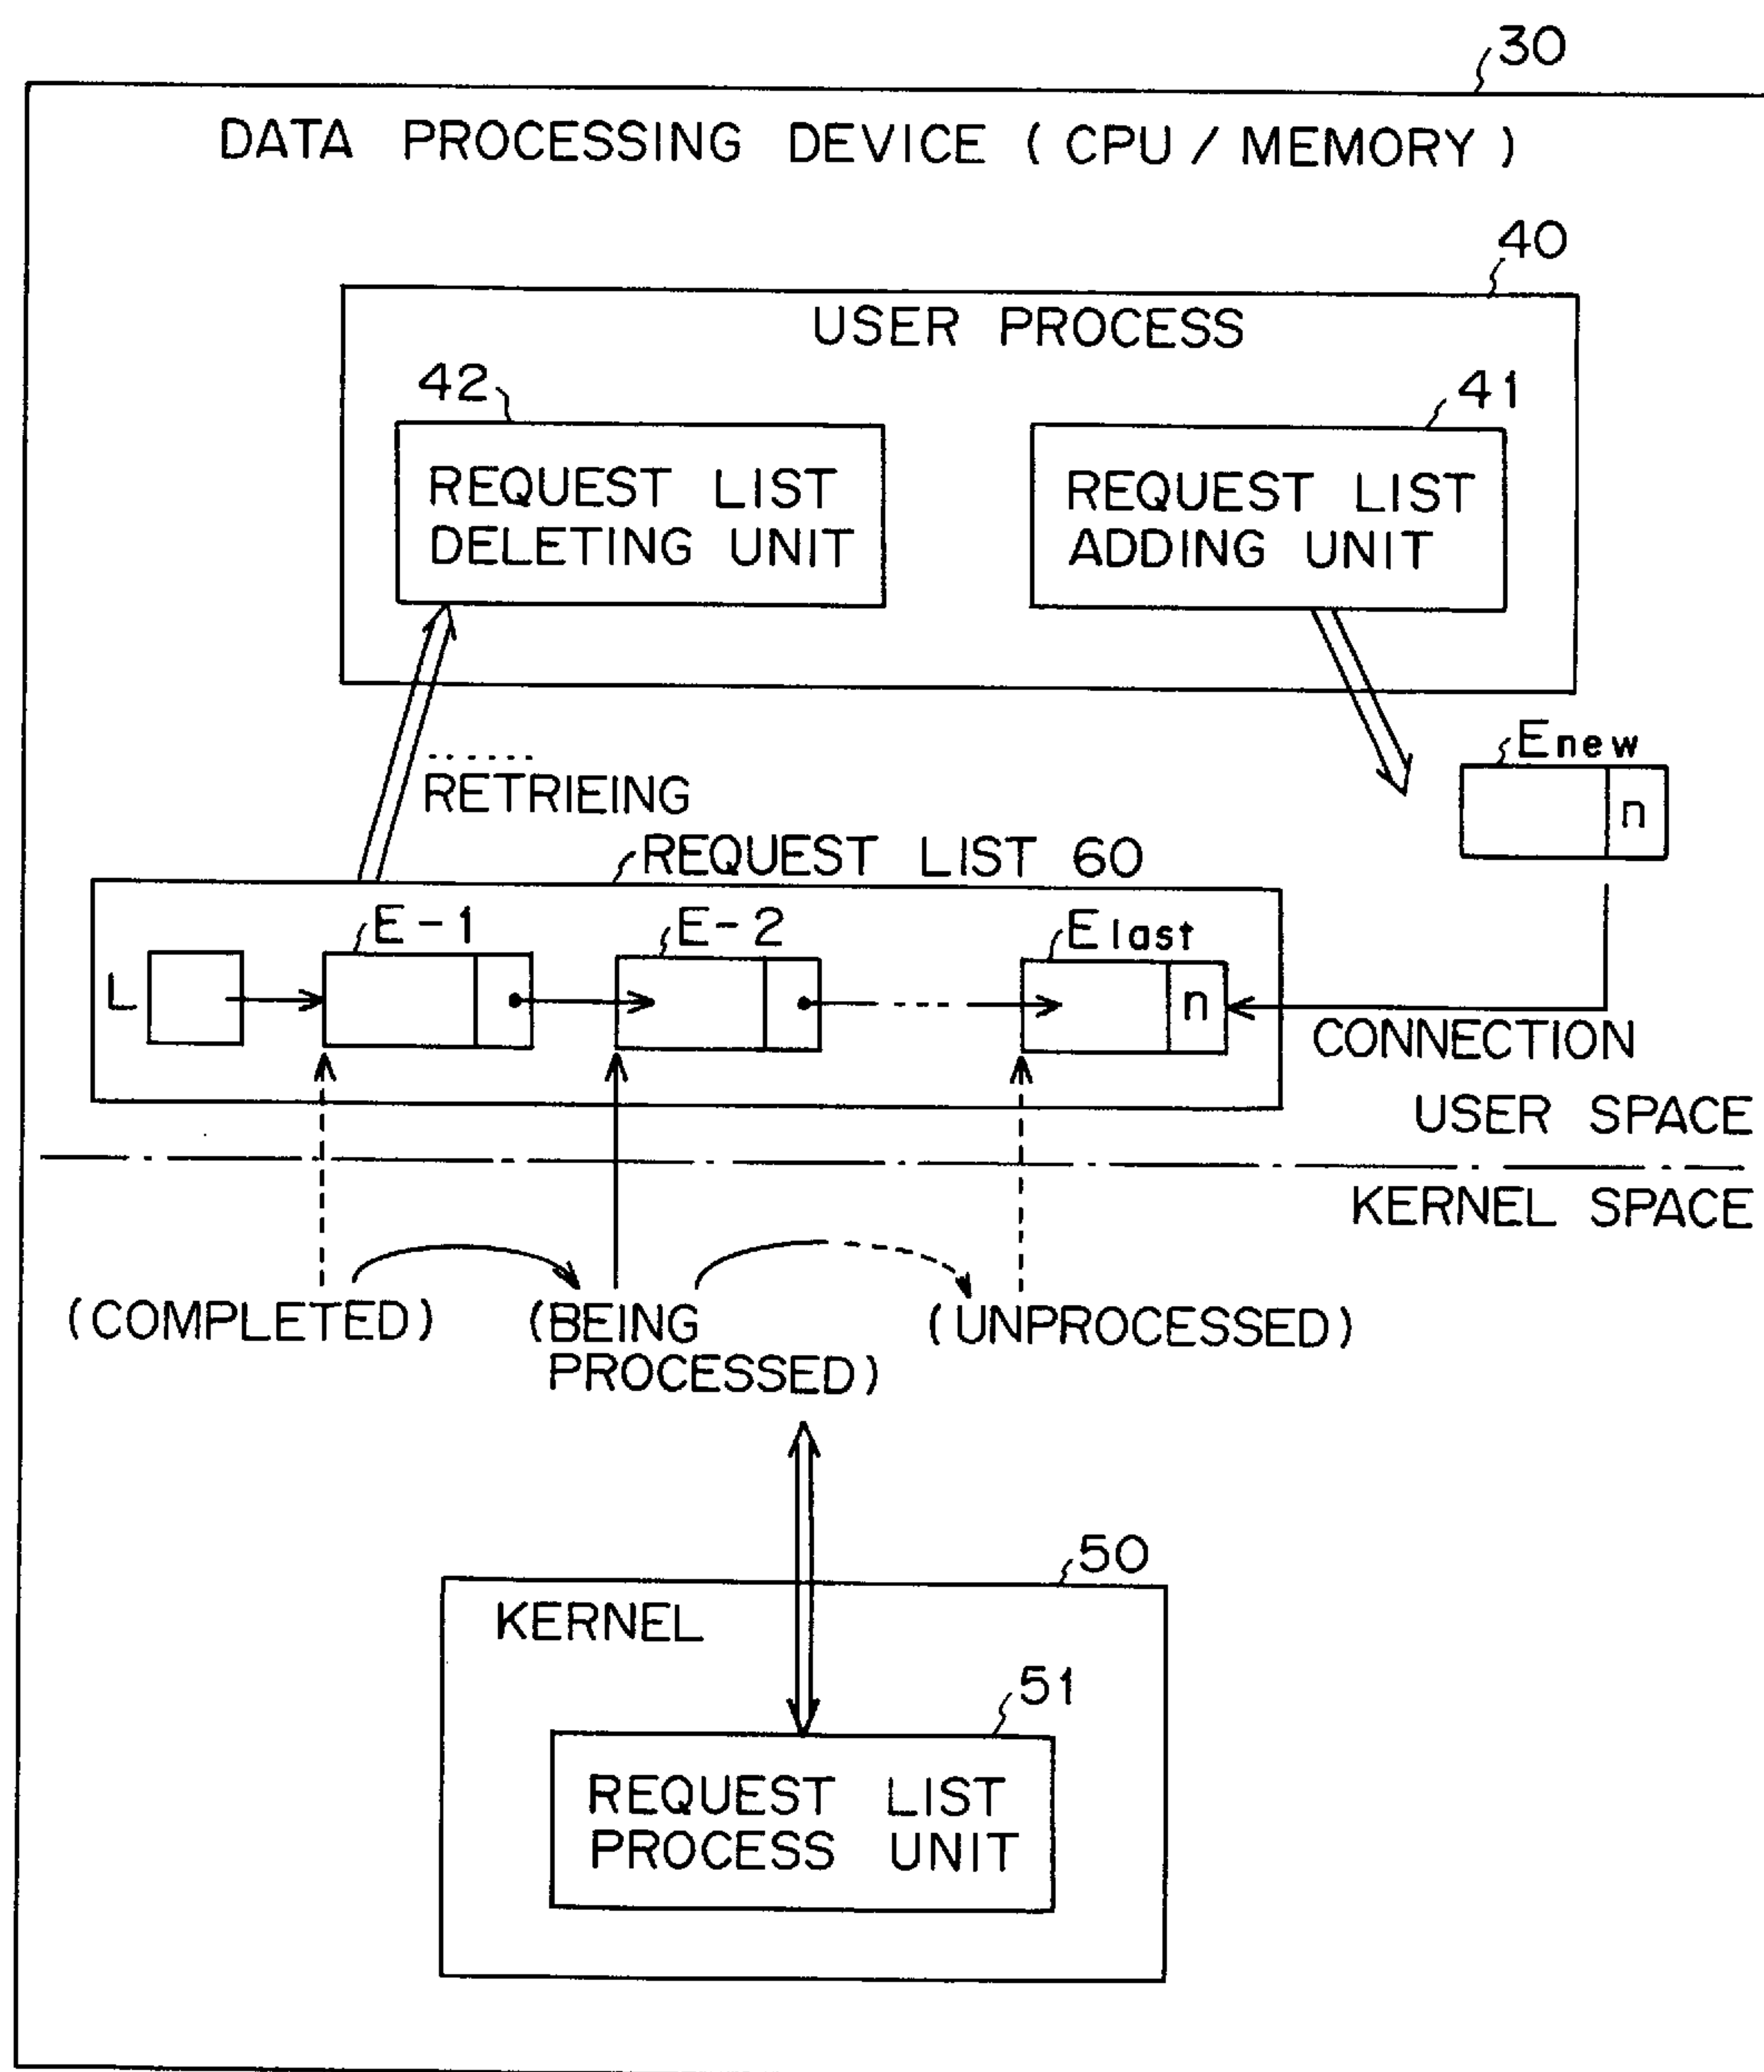 30
DATA PROCESSING DEVICE ( CPU / MEMORY )
40
USER PROCESS
42
41
REQUEST LIST
DELETING UNIT
REQUEST LIST
ADDING UNIT
Enew
n
RETRIEING
REQUEST LIST 60
E-1
E-2
Elast
L
n
CONNECTION
USER SPACE
KERNEL SPACE
(COMPLETED)
(BEING
PROCESSED)
(UNPROCESSED)
50
KERNEL
51
REQUEST LIST
PROCESS UNIT